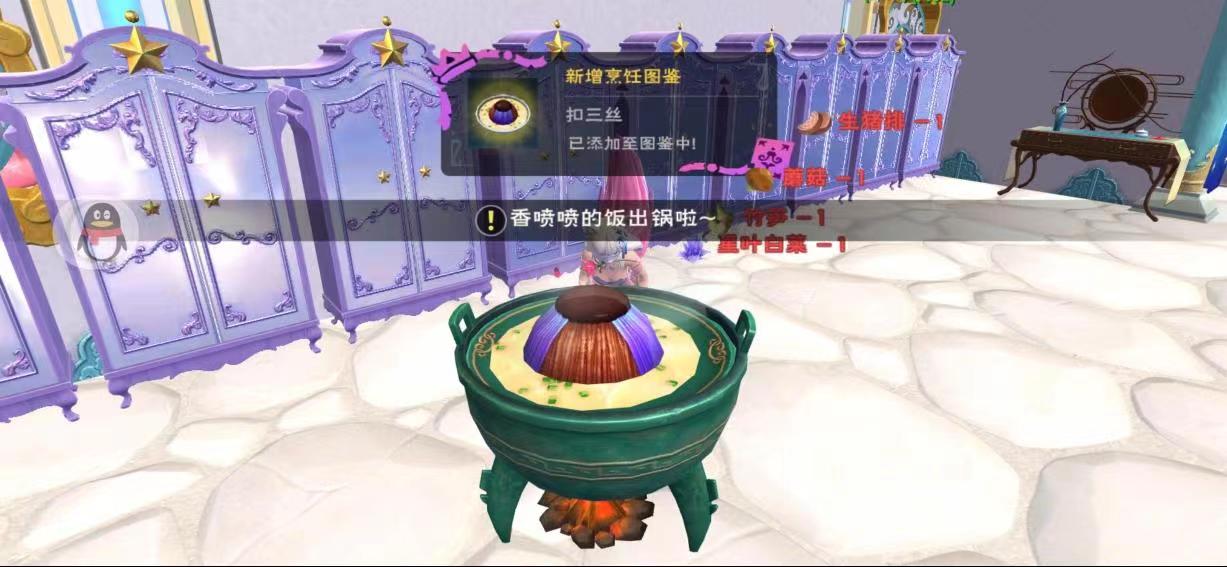 新增烹饪图鉴
扣三丝
已添加至图鉴中!
生猪排 -1
蘑菇 -1
香喷喷的饭出锅啦~
竹笋 -1
星叶白菜 -1